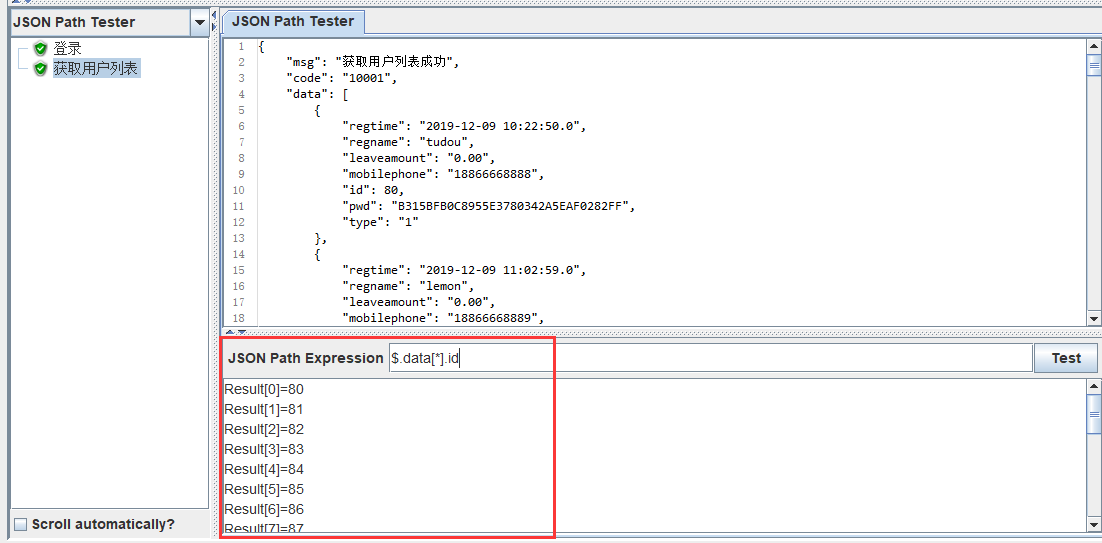 JSON Path Tester
登录
获取用户列表
Scroll automatically?
JSON Path Tester
1 {
2 "msg": "获取用户列表成功",
3 "code": "10001",
4 "data": [
5 {
6 "regtime": "2019-12-09 10:22:50.0",
7 "regname": "tudou",
8 "leaveamount": "0.00",
9 "mobilephone": "18866668888",
10 "id": 80,
11 "pwd": "B315BFB0C8955E3780342A5EAF0282FF",
12 "type": "1"
13 },
14 {
15 "regtime": "2019-12-09 11:02:59.0",
16 "regname": "lemon",
17 "leaveamount": "0.00",
18 "mobilephone": "18866668889",
JSON Path Expression $.data[*].id Test
Result[0]=80
Result[1]=81
Result[2]=82
Result[3]=83
Result[4]=84
Result[5]=85
Result[6]=86
Result[7]=87